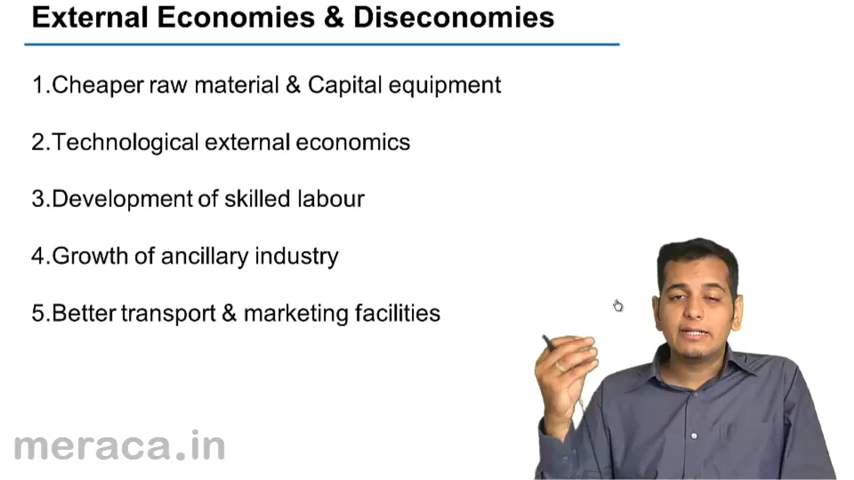 External Economies & Diseconomies
1.Cheaper raw material & Capital equipment
2.Technological external economics
3.Development of skilled labour
4.Growth of ancillary industry
5.Better transport & marketing facilities
meraca.in